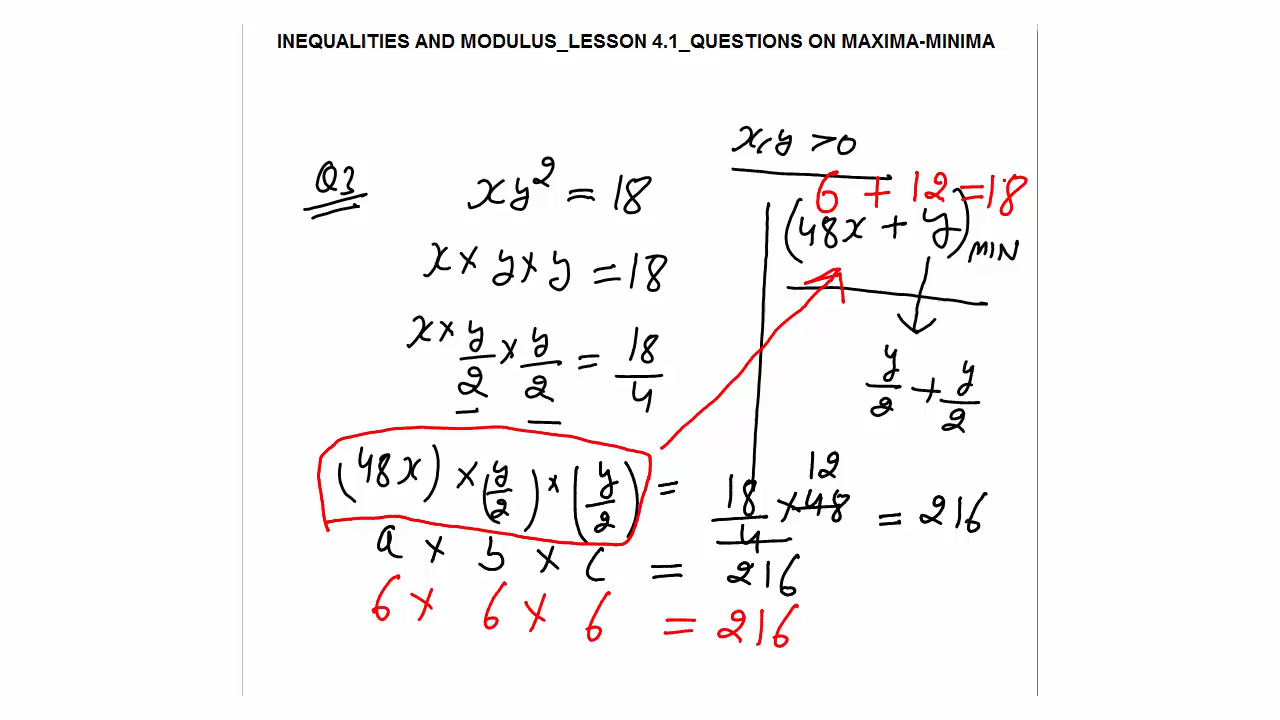 INEQUALITIES AND MODULUS_LESSON 4.1_QUESTIONS ON MAXIMA-MINIMA
x, y > 0
Q3
xy² = 18
6 + 12 = 18
(48x + y) MIN
x × y × y = 18
x × y/2 × y/2 = 18/4
y/2 + y/2
(48x) × (y/2) × (y/2) = 18/4 × 48 12 = 216
a × b × c = 216
6 × 6 × 6 = 216